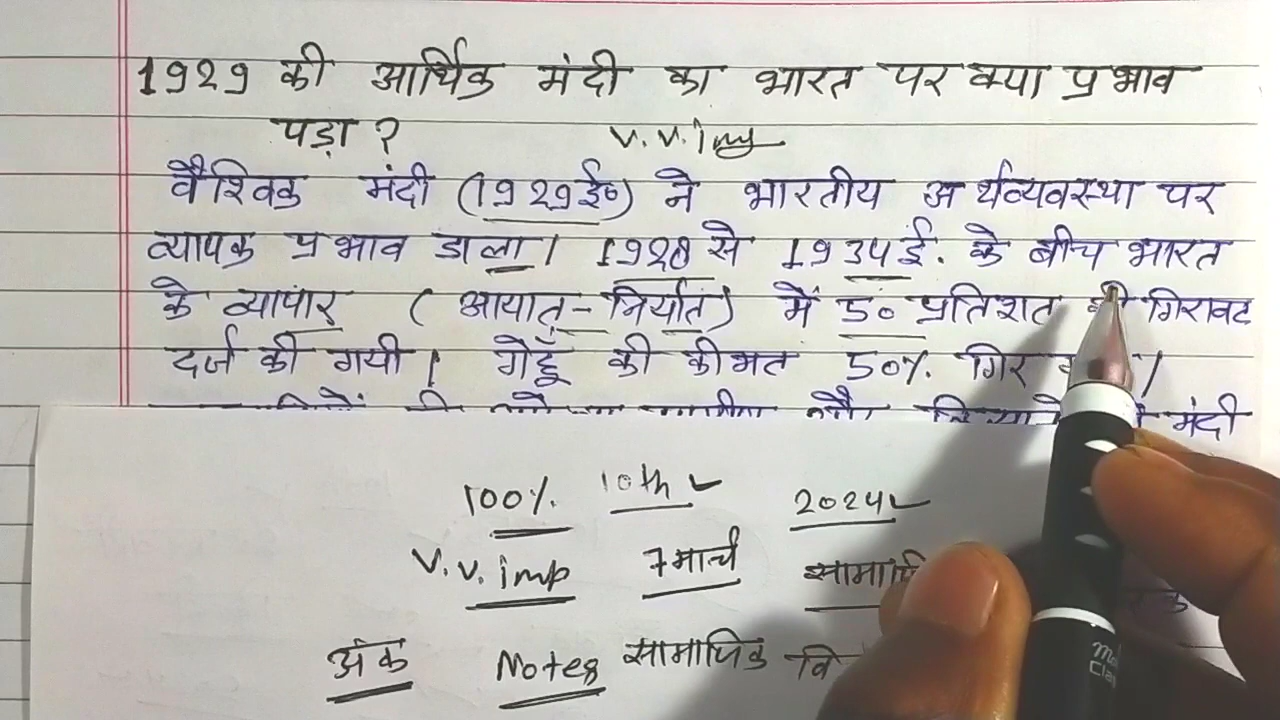 1929 की आर्थिक मंदी का भारत पर क्या प्रभाव
पड़ा ? v.v.imp
वैश्विक मंदी (1929ई०) ने भारतीय अर्थव्यवस्था पर
व्यापक प्रभाव डाला। 1928 से 1934ई. के बीच भारत
के व्यापार (आयात-निर्यात) में 50 प्रतिशत की गिरावट
दर्ज की गयी। गेहूँ की कीमत 50% गिर
मंदी
100% 10th 2024
V.V.imp 7मार्च
अंक Notes सामाजिक वि